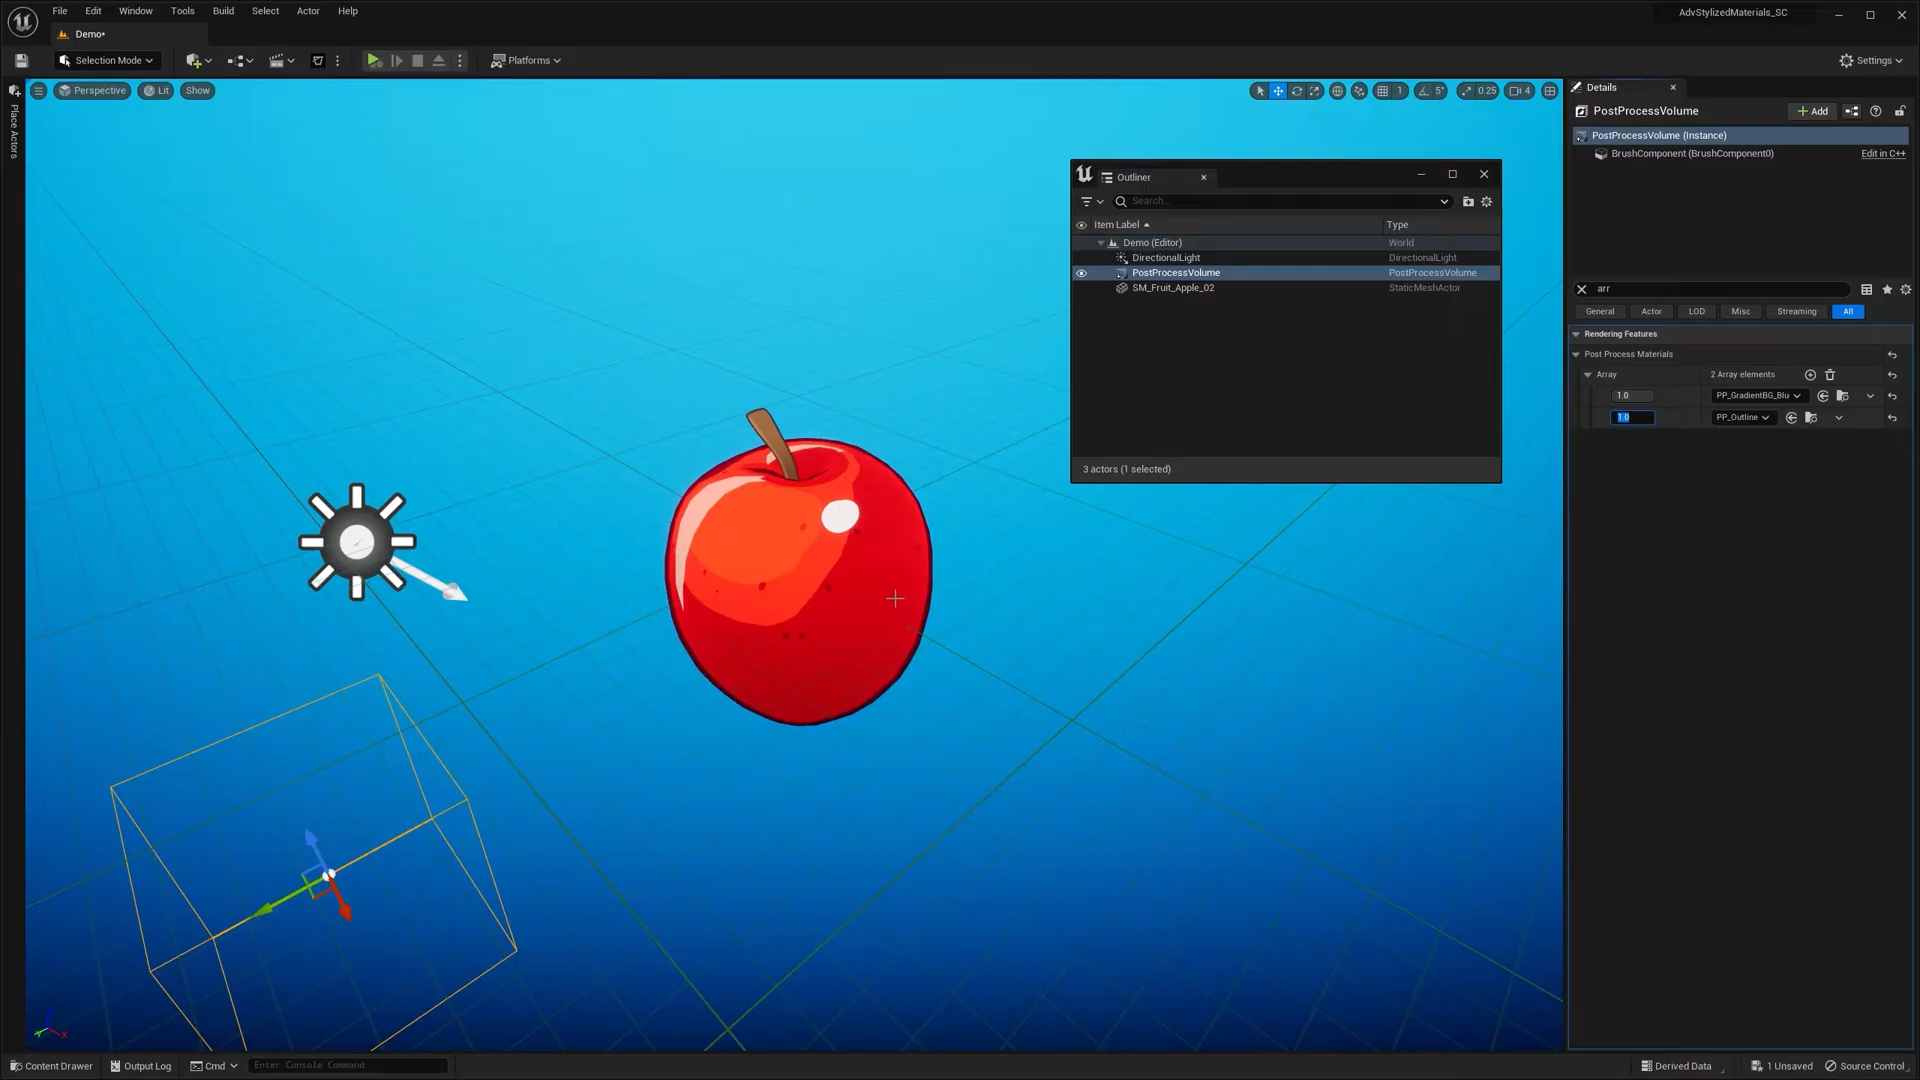 File Edit Window Tools Build Select Actor Help
AdvStylizedMaterials_SC
Demo*
Selection Mode
Platforms
Settings
Place Actors
Perspective Lit Show
1 5° 0.25 4
Details
PostProcessVolume
Add
PostProcessVolume (Instance)
BrushComponent (BrushComponent0) Edit in C++
Outliner
Search...
Item Label Type
Demo (Editor) World
DirectionalLight DirectionalLight
PostProcessVolume PostProcessVolume
SM_Fruit_Apple_02 StaticMeshActor
3 actors (1 selected)
arr
General Actor LOD Misc Streaming All
Rendering Features
Post Process Materials
Array 2 Array elements
1.0 PP_GradientBG_Blu
1.0 PP_Outline
Content Drawer Output Log Cmd Enter Console Command
Derived Data 1 Unsaved Source Control